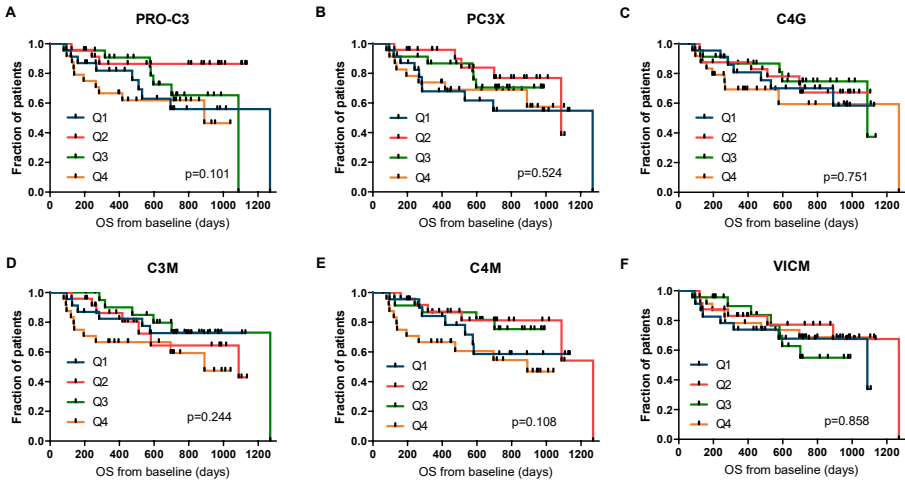 A
PRO-C3
Fraction of patients
1.0
0.8
0.6
0.4
0.2
0.0
Q1
Q2
Q3
Q4
p=0.101
0 200 400 600 800 1000 1200
OS from baseline (days)
B
PC3X
Fraction of patients
1.0
0.8
0.6
0.4
0.2
0.0
Q1
Q2
Q3
Q4
p=0.524
0 200 400 600 800 1000 1200
OS from baseline (days)
C
C4G
Fraction of patients
1.0
0.8
0.6
0.4
0.2
0.0
Q1
Q2
Q3
Q4
p=0.751
0 200 400 600 800 1000 1200
OS from baseline (days)
D
C3M
Fraction of patients
1.0
0.8
0.6
0.4
0.2
0.0
Q1
Q2
Q3
Q4
p=0.244
0 200 400 600 800 1000 1200
OS from baseline (days)
E
C4M
Fraction of patients
1.0
0.8
0.6
0.4
0.2
0.0
Q1
Q2
Q3
Q4
p=0.108
0 200 400 600 800 1000 1200
OS from baseline (days)
F
VICM
Fraction of patients
1.0
0.8
0.6
0.4
0.2
0.0
Q1
Q2
Q3
Q4
p=0.858
0 200 400 600 800 1000 1200
OS from baseline (days)